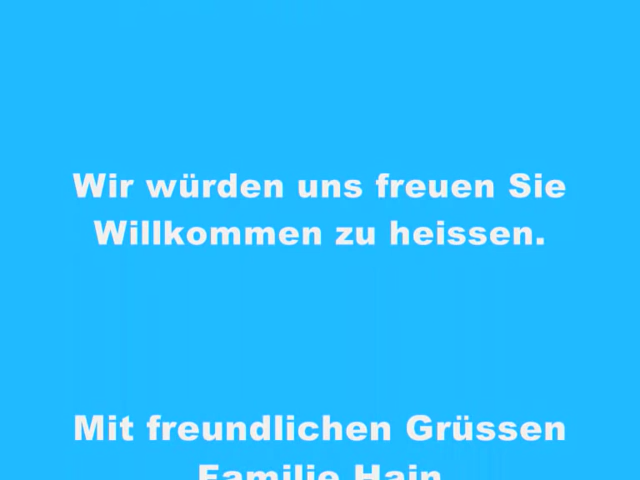 Wir würden uns freuen Sie
Willkommen zu heissen.
Mit freundlichen Grüssen
Familie Hain